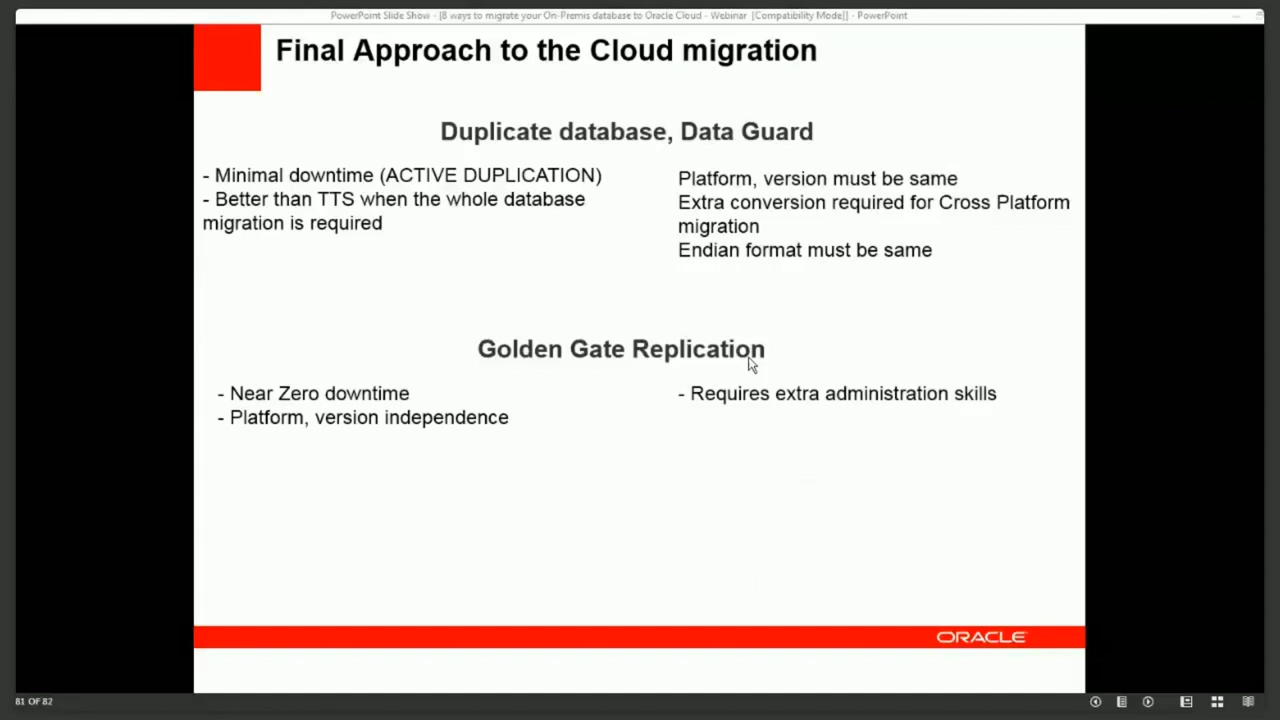 PowerPoint Slide Show - [8 ways to migrate your On-Premis database to Oracle Cloud - Webinar [Compatibility Mode]] - PowerPoint
Final Approach to the Cloud migration
Duplicate database, Data Guard
- Minimal downtime (ACTIVE DUPLICATION)
- Better than TTS when the whole database
migration is required
Platform, version must be same
Extra conversion required for Cross Platform
migration
Endian format must be same
Golden Gate Replication
- Near Zero downtime
- Platform, version independence
- Requires extra administration skills
ORACLE
81 OF 82